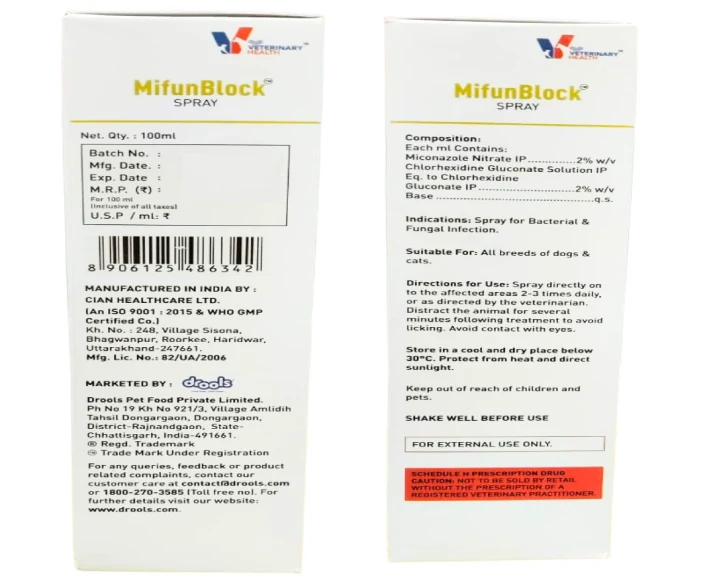 VETERINARY™
HEALTH
MifunBlock™
SPRAY
Net. Qty. : 100ml
Batch No. :
Mfg. Date. :
Exp. Date :
M.R.P. (₹) :
For 100 ml
(Inclusive of all taxes)
U.S.P / ml: ₹
8 906125 486342
MANUFACTURED IN INDIA BY :
CIAN HEALTHCARE LTD.
(An ISO 9001 : 2015 & WHO GMP
Certified Co.)
Kh. No. : 248, Village Sisona,
Bhagwanpur, Roorkee, Haridwar,
Uttarakhand-247661.
Mfg. Lic. No.: 82/UA/2006
MARKETED BY : drools
Drools Pet Food Private Limited.
Ph No 19 Kh No 921/3, Village Amlidih
Tahsil Dongargaon, Dongargaon,
District-Rajnandgaon, State-
Chhattisgarh, India-491661.
® Regd. Trademark
™ Trade Mark Under Registration
For any queries, feedback or product
related complaints, contact our
customer care at contact@drools.com
or 1800-270-3585 (Toll free no). For
further details visit our website:
www.drools.com.
VETERINARY™
HEALTH
MifunBlock™
SPRAY
Composition:
Each ml Contains:
Miconazole Nitrate IP..............2% w/v
Chlorhexidine Gluconate Solution IP
Eq. to Chlorhexidine
Gluconate IP.........................2% w/v
Base ....................................q.s.
Indications: Spray for Bacterial &
Fungal Infection.
Suitable For: All breeds of dogs &
cats.
Directions for Use: Spray directly on
to the affected areas 2-3 times daily,
or as directed by the veterinarian.
Distract the animal for several
minutes following treatment to avoid
licking. Avoid contact with eyes.
Store in a cool and dry place below
30°C. Protect from heat and direct
sunlight.
Keep out of reach of children and
pets.
SHAKE WELL BEFORE USE
FOR EXTERNAL USE ONLY.
SCHEDULE H PRESCRIPTION DRUG
CAUTION: NOT TO BE SOLD BY RETAIL
WITHOUT THE PRESCRIPTION OF A
REGISTERED VETERINARY PRACTITIONER.